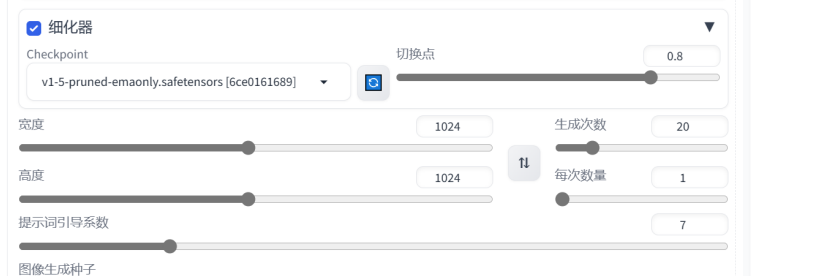 细化器
Checkpoint
切换点
0.8
v1-5-pruned-emaonly.safetensors [6ce0161689]
宽度
1024
生成次数
20
高度
1024
每次数量
1
提示词引导系数
7
图像生成种子